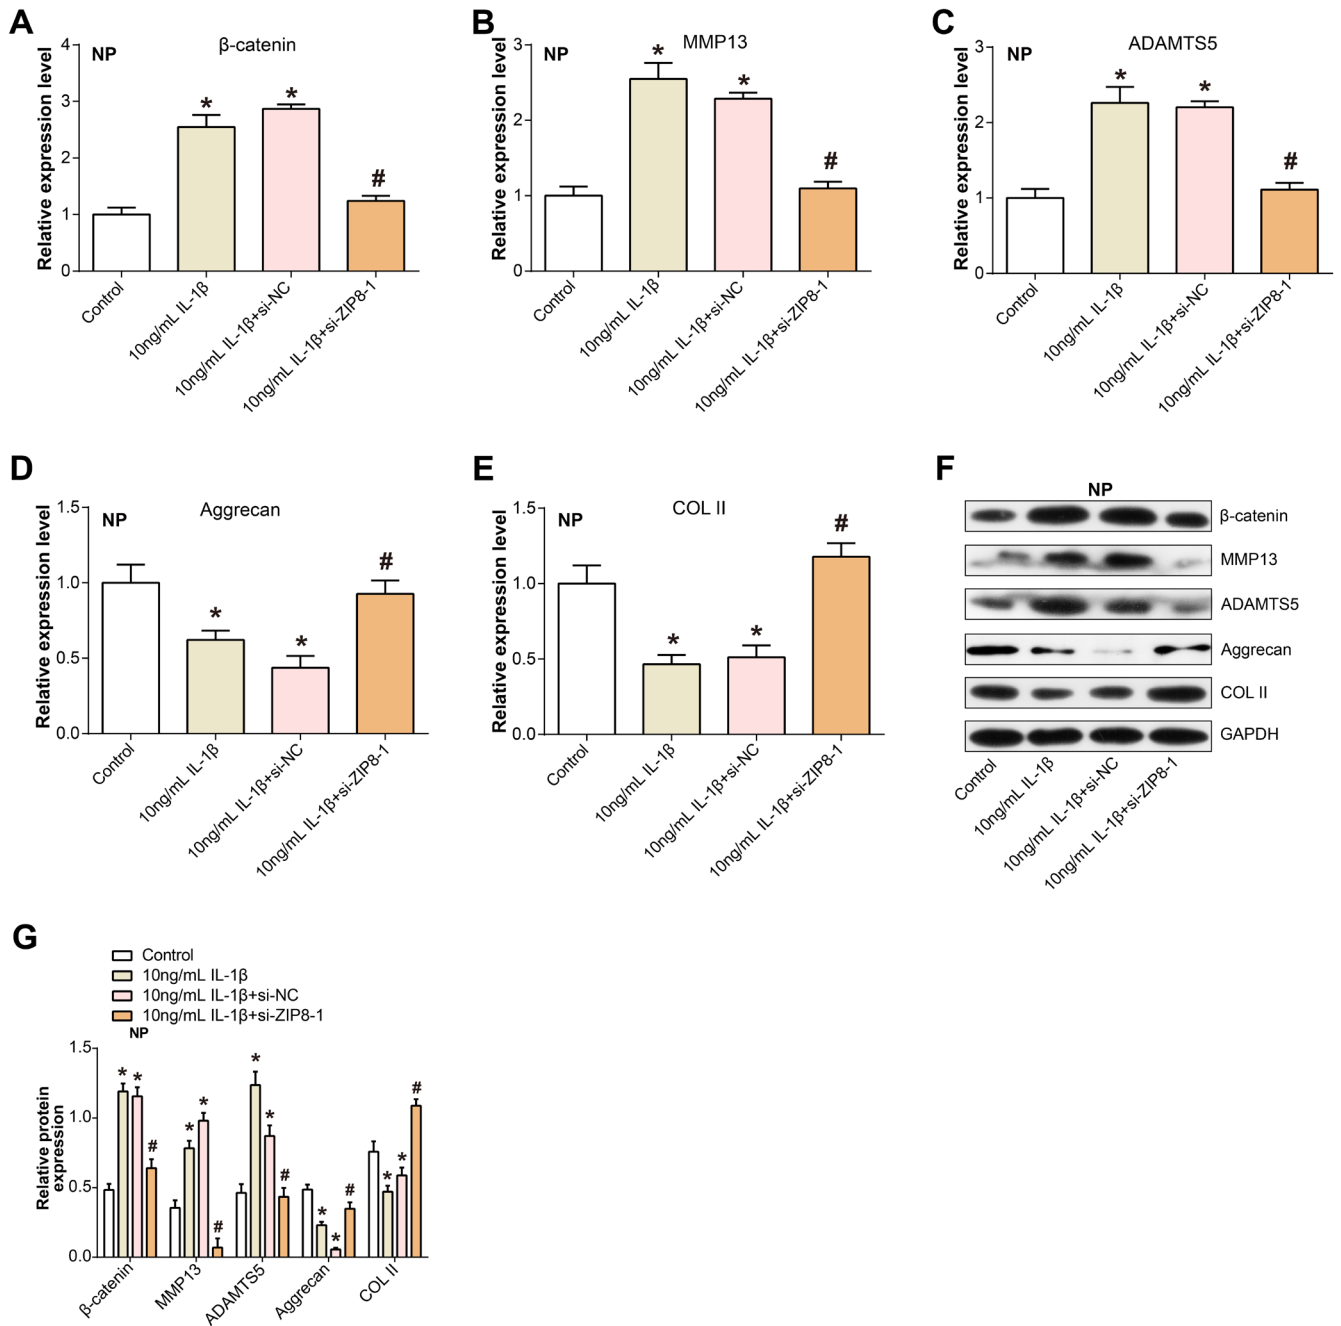 A
β-catenin
NP
Relative expression level
4
3
2
1
0
*
*
#
Control
10ng/mL IL-1β
10ng/mL IL-1β+si-NC
10ng/mL IL-1β+si-ZIP8-1
B
MMP13
NP
Relative expression level
3
2
1
0
*
*
#
Control
10ng/mL IL-1β
10ng/mL IL-1β+si-NC
10ng/mL IL-1β+si-ZIP8-1
C
ADAMTS5
NP
Relative expression level
3
2
1
0
*
*
#
Control
10ng/mL IL-1β
10ng/mL IL-1β+si-NC
10ng/mL IL-1β+si-ZIP8-1
D
Aggrecan
NP
Relative expression level
1.5
1.0
0.5
0.0
*
*
#
Control
10ng/mL IL-1β
10ng/mL IL-1β+si-NC
10ng/mL IL-1β+si-ZIP8-1
E
COL II
NP
Relative expression level
1.5
1.0
0.5
0.0
*
*
#
Control
10ng/mL IL-1β
10ng/mL IL-1β+si-NC
10ng/mL IL-1β+si-ZIP8-1
F
NP
β-catenin
MMP13
ADAMTS5
Aggrecan
COL II
GAPDH
Control
10ng/mL IL-1β
10ng/mL IL-1β+si-NC
10ng/mL IL-1β+si-ZIP8-1
G
Control
10ng/mL IL-1β
10ng/mL IL-1β+si-NC
10ng/mL IL-1β+si-ZIP8-1
NP
Relative protein
expression
1.5
1.0
0.5
0.0
* * #
* * #
* * #
* * #
* * #
β-catenin
MMP13
ADAMTS5
Aggrecan
COL II